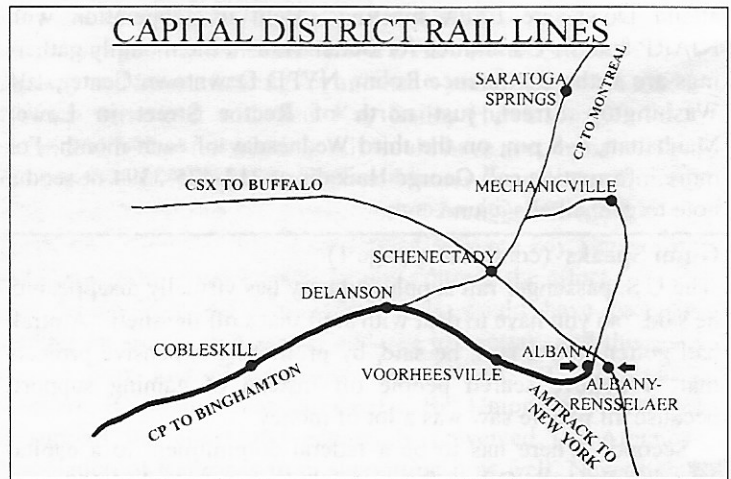 CAPITAL DISTRICT RAIL LINES
SARATOGA
SPRINGS
CP TO MONTREAL
CSX TO BUFFALO
MECHANICVILLE
SCHENECTADY
DELANSON
COBLESKILL
VOORHEESVILLE
ALBANY
ALBANY-
RENSSELAER
CP TO BINGHAMTON
AMTRACK TO
NEW YORK